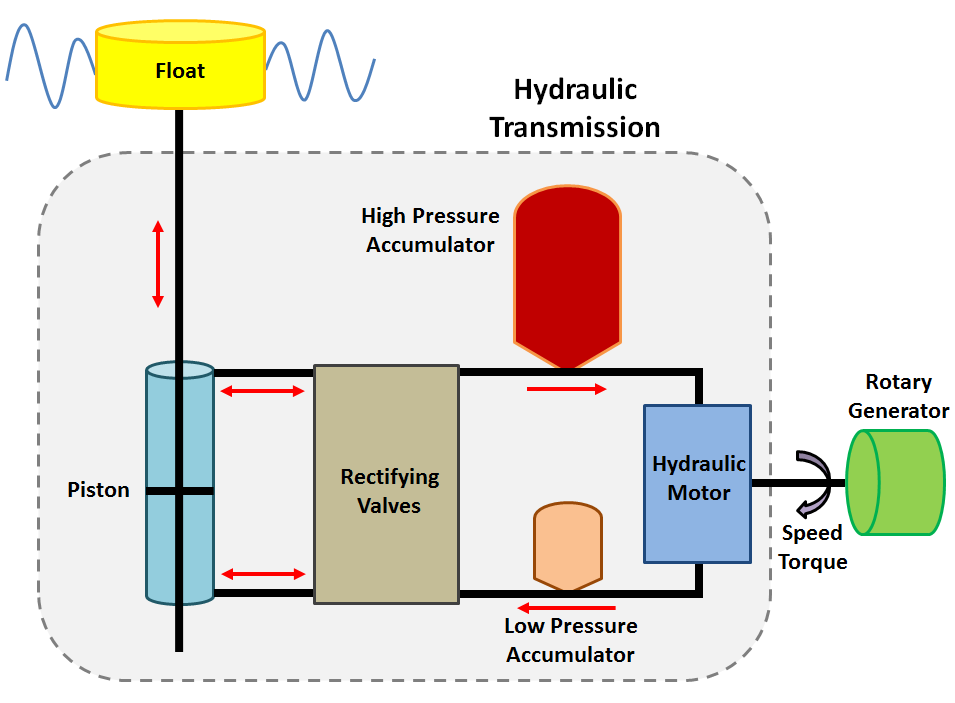 Float
Hydraulic
Transmission
High Pressure
Accumulator
Rotary
Generator
Piston
Rectifying
Valves
Hydraulic
Motor
Speed
Torque
Low Pressure
Accumulator